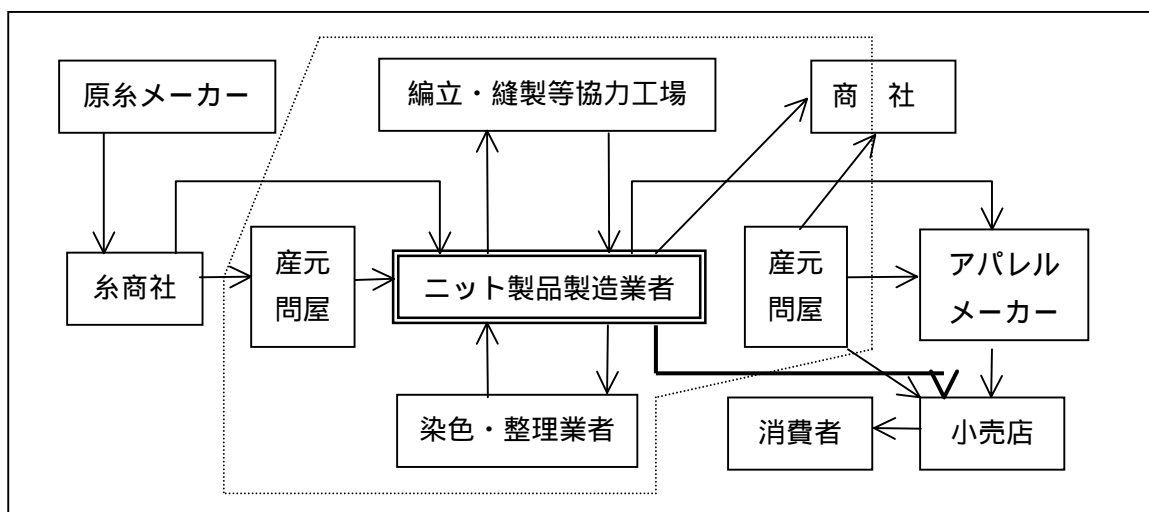 原糸メーカー
編立・縫製等協力工場
商　社
糸商社
産元
問屋
ニット製品製造業者
産元
問屋
アパレル
メーカー
染色・整理業者
消費者
小売店